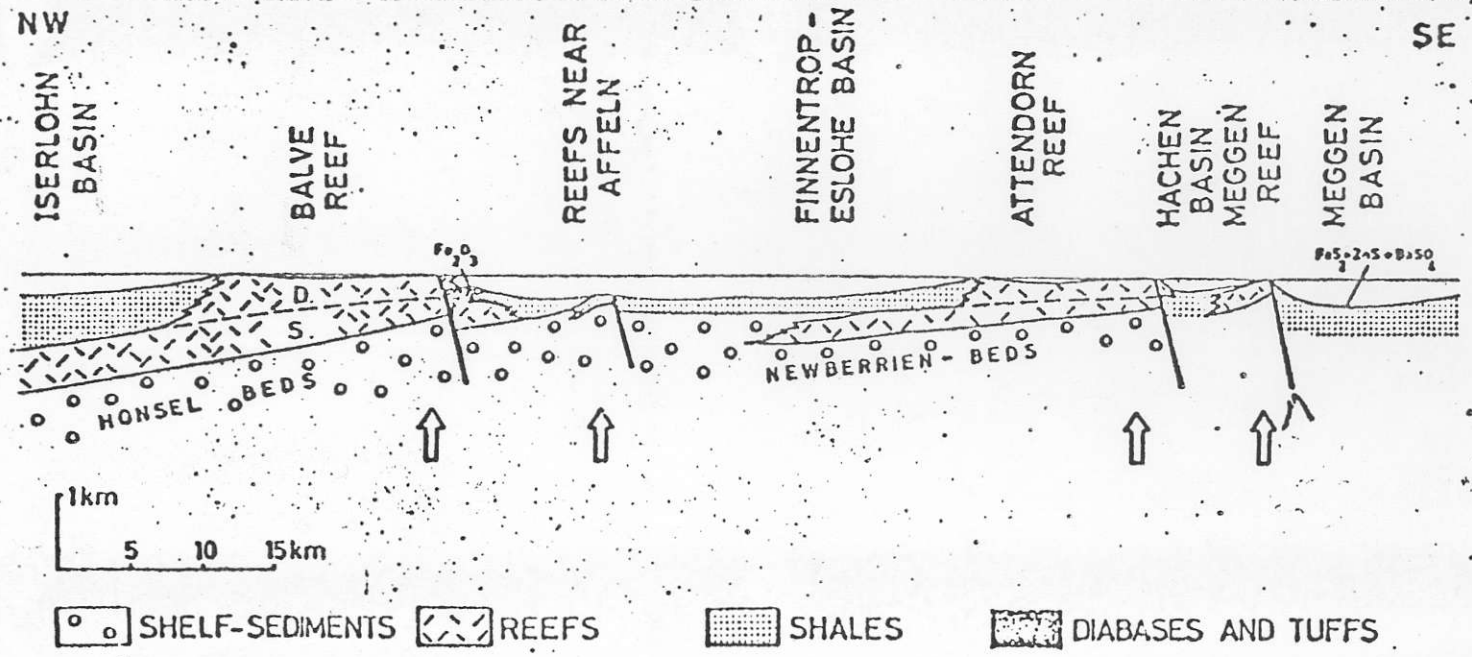 NW
SE
ISERLOHN
BASIN
BALVE
REEF
REEFS NEAR
AFFELN
FINNENTROP-
ESLOHE BASIN
ATTENDORN
REEF
HACHEN
BASIN
MEGGEN
REEF
MEGGEN
BASIN
Fe2O3
FeS2+ZnS+BaSO4
D.
S.
HONSEL BEDS
NEWBERRIEN-BEDS
1km
5 10 15km
SHELF-SEDIMENTS
REEFS
SHALES
DIABASES AND TUFFS